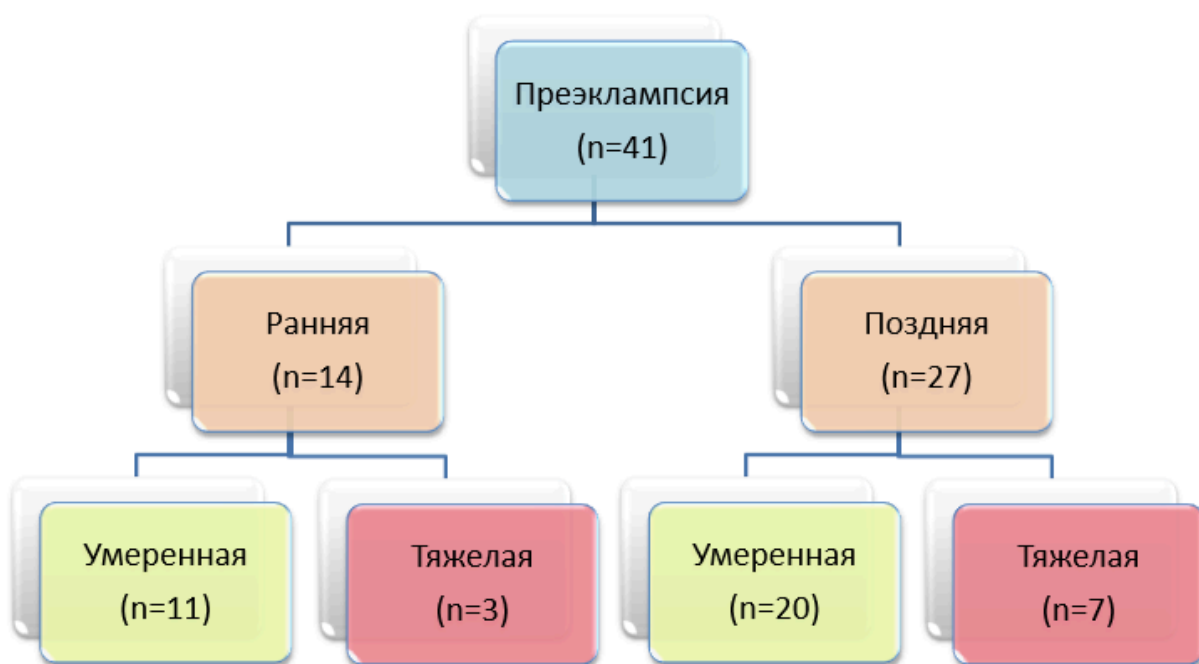 Преэклампсия
(n=41)
Ранняя
(n=14)
Поздняя
(n=27)
Умеренная
(n=11)
Тяжелая
(n=3)
Умеренная
(n=20)
Тяжелая
(n=7)